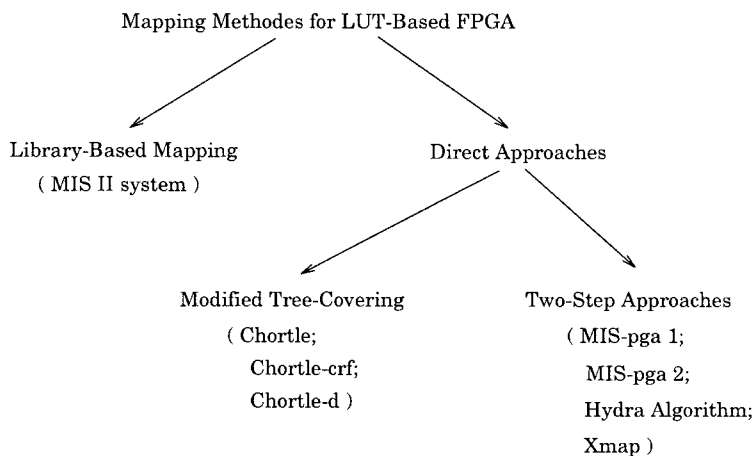 Mapping Methodes for LUT-Based FPGA
Library-Based Mapping
( MIS II system )
Direct Approaches
Modified Tree-Covering
( Chortle;
Chortle-crf;
Chortle-d )
Two-Step Approaches
( MIS-pga 1;
MIS-pga 2;
Hydra Algorithm;
Xmap )